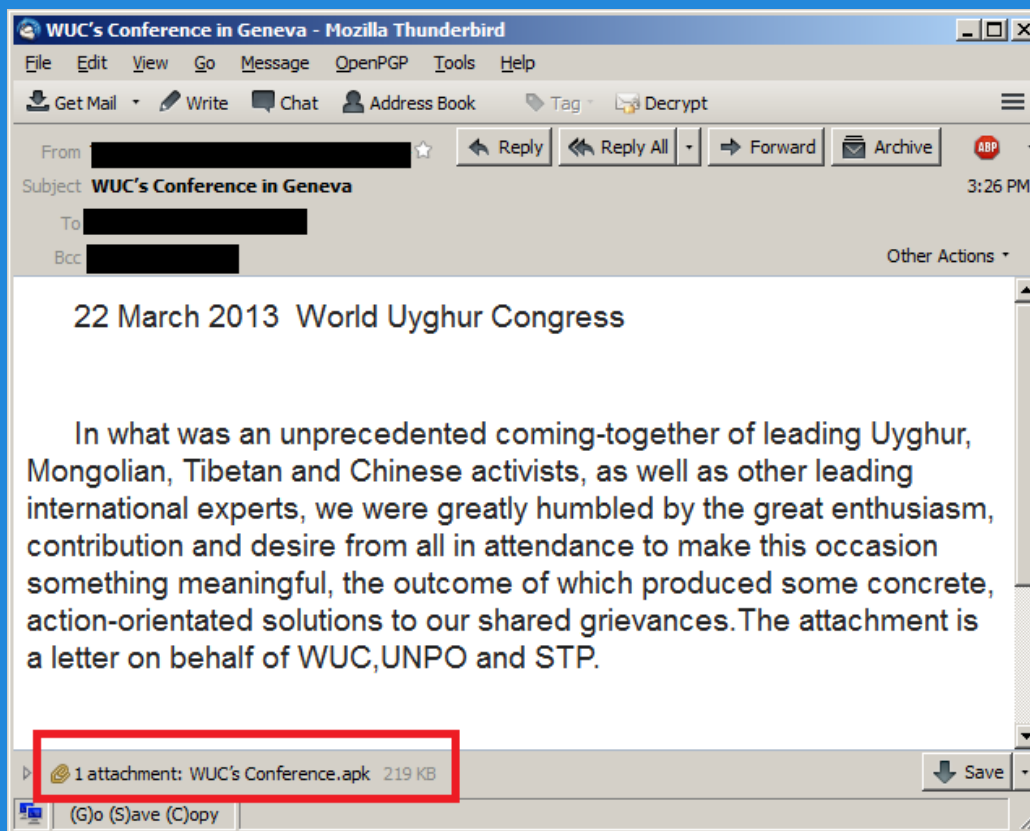 WUC's Conference in Geneva - Mozilla Thunderbird
File Edit View Go Message OpenPGP Tools Help
Get Mail Write Chat Address Book Tag Decrypt
From Reply Reply All Forward Archive ABP
Subject WUC's Conference in Geneva 3:26 PM
To
Bcc Other Actions
22 March 2013 World Uyghur Congress
In what was an unprecedented coming-together of leading Uyghur,
Mongolian, Tibetan and Chinese activists, as well as other leading
international experts, we were greatly humbled by the great enthusiasm,
contribution and desire from all in attendance to make this occasion
something meaningful, the outcome of which produced some concrete,
action-orientated solutions to our shared grievances.The attachment is
a letter on behalf of WUC,UNPO and STP.
1 attachment: WUC's Conference.apk 219 KB Save
(G)o (S)ave (C)opy